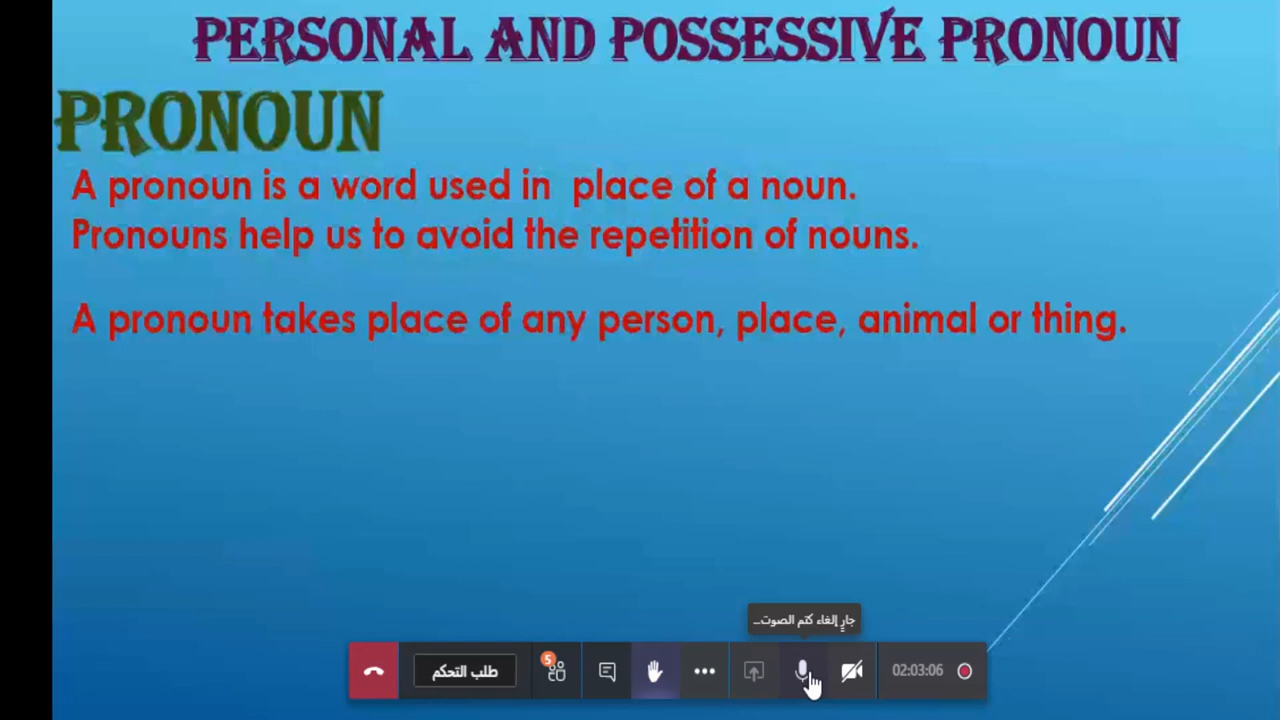 PERSONAL AND POSSESSIVE PRONOUN
PRONOUN
A pronoun is a word used in place of a noun.
Pronouns help us to avoid the repetition of nouns.
A pronoun takes place of any person, place, animal or thing.
جارٍ إلغاء كتم الصوت...
طلب التحكم
5
02:03:06